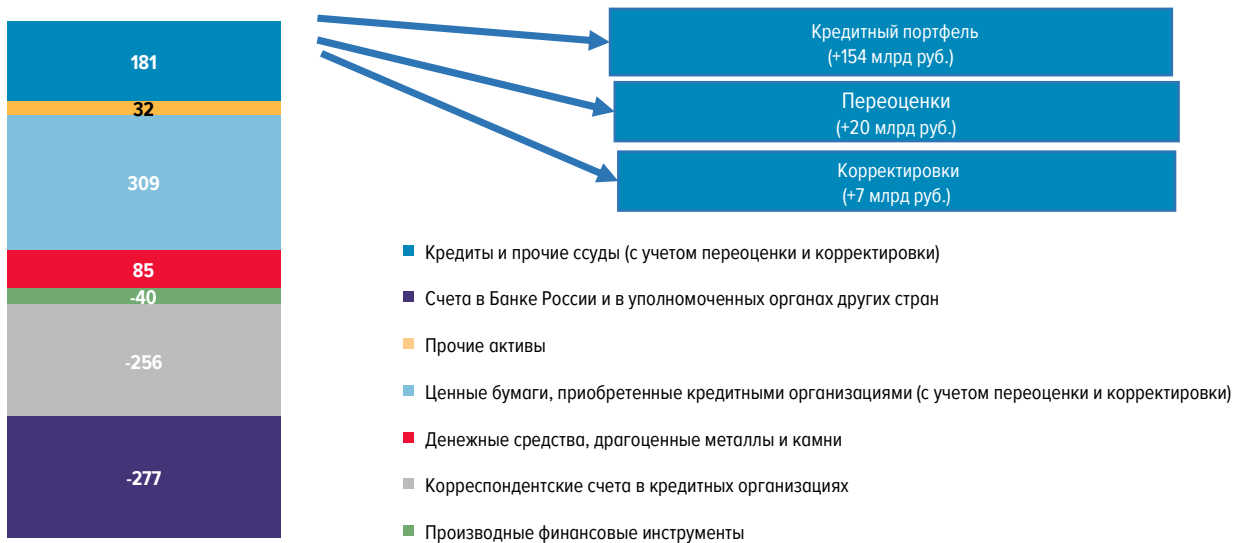 181
32
309
85
-40
-256
-277
Кредитный портфель
(+154 млрд руб.)
Переоценки
(+20 млрд руб.)
Корректировки
(+7 млрд руб.)
Кредиты и прочие ссуды (с учетом переоценки и корректировки)
Счета в Банке России и в уполномоченных органах других стран
Прочие активы
Ценные бумаги, приобретенные кредитными организациями (с учетом переоценки и корректировки)
Денежные средства, драгоценные металлы и камни
Корреспондентские счета в кредитных организациях
Производные финансовые инструменты